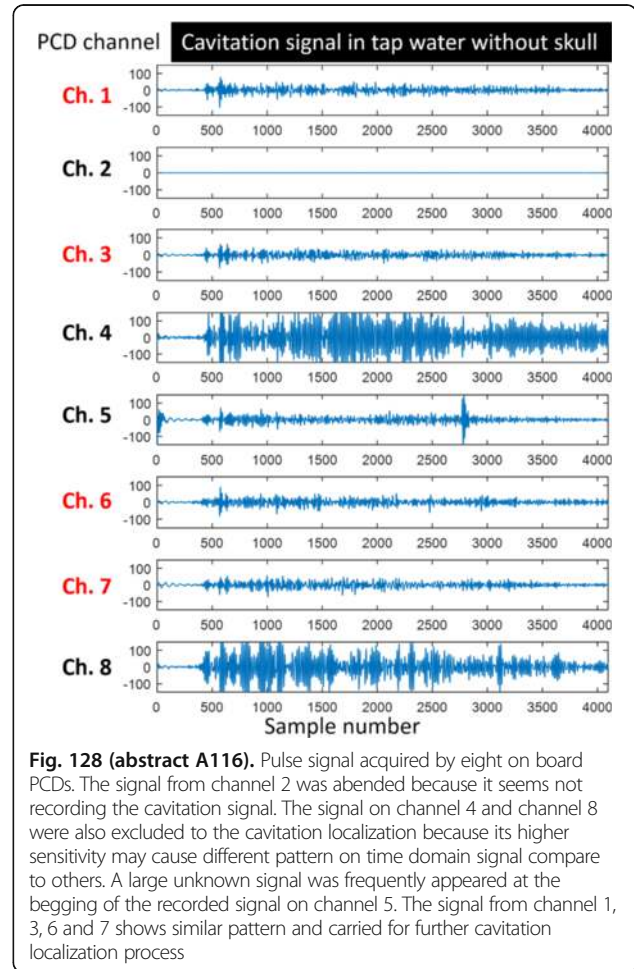 PCD channel Cavitation signal in tap water without skull
Ch. 1
100
0
-100
0 500 1000 1500 2000 2500 3000 3500 4000
Ch. 2
100
0
-100
0 500 1000 1500 2000 2500 3000 3500 4000
Ch. 3
100
0
-100
0 500 1000 1500 2000 2500 3000 3500 4000
Ch. 4
100
0
-100
0 500 1000 1500 2000 2500 3000 3500 4000
Ch. 5
100
0
-100
0 500 1000 1500 2000 2500 3000 3500 4000
Ch. 6
100
0
-100
0 500 1000 1500 2000 2500 3000 3500 4000
Ch. 7
100
0
-100
0 500 1000 1500 2000 2500 3000 3500 4000
Ch. 8
100
0
-100
0 500 1000 1500 2000 2500 3000 3500 4000
Sample number
Fig. 128 (abstract A116). Pulse signal acquired by eight on board
PCDs. The signal from channel 2 was abended because it seems not
recording the cavitation signal. The signal on channel 4 and channel 8
were also excluded to the cavitation localization because its higher
sensitivity may cause different pattern on time domain signal compare
to others. A large unknown signal was frequently appeared at the
begging of the recorded signal on channel 5. The signal from channel 1,
3, 6 and 7 shows similar pattern and carried for further cavitation
localization process